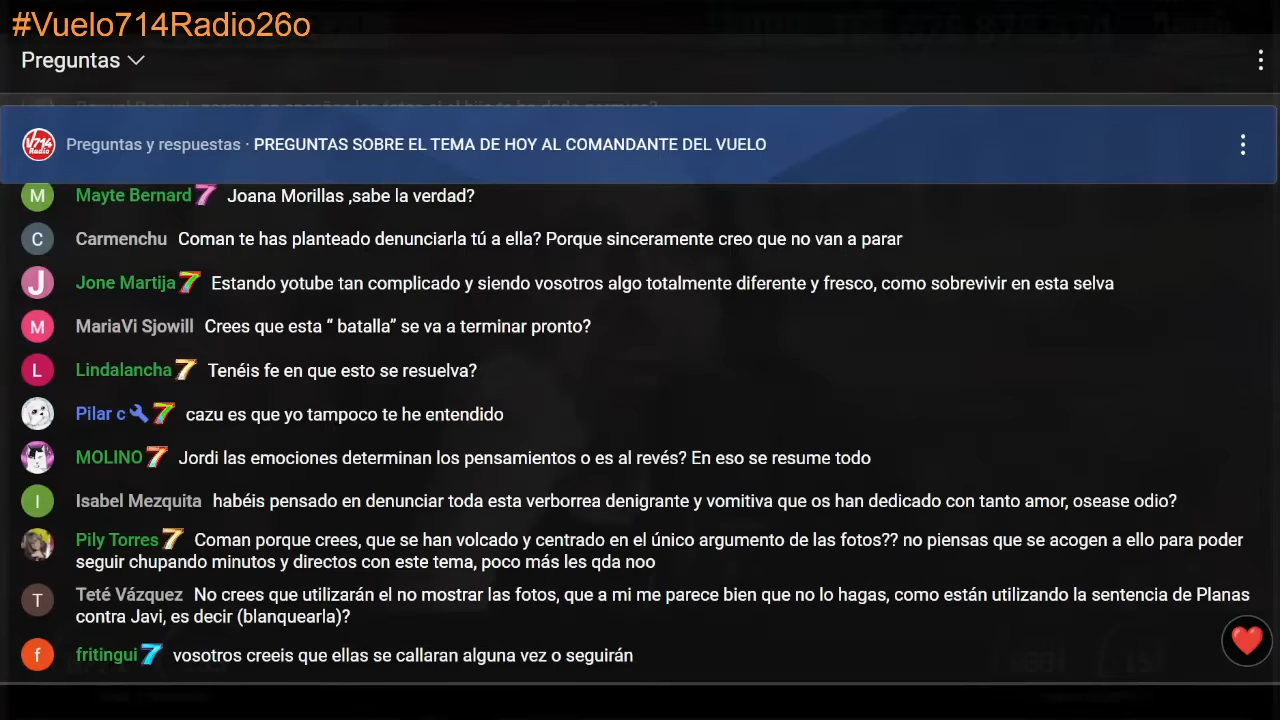 #Vuelo714Radio26o
Preguntas
V714 Radio
Preguntas y respuestas · PREGUNTAS SOBRE EL TEMA DE HOY AL COMANDANTE DEL VUELO
M Mayte Bernard 7 Joana Morillas ,sabe la verdad?
C Carmenchu Coman te has planteado denunciarla tú a ella? Porque sinceramente creo que no van a parar
J Jone Martija 7 Estando yotube tan complicado y siendo vosotros algo totalmente diferente y fresco, como sobrevivir en esta selva
M MariaVi Sjowill Crees que esta “ batalla” se va a terminar pronto?
L Lindalancha 7 Tenéis fe en que esto se resuelva?
Pilar c 7 cazu es que yo tampoco te he entendido
MOLINO 7 Jordi las emociones determinan los pensamientos o es al revés? En eso se resume todo
I Isabel Mezquita habéis pensado en denunciar toda esta verborrea denigrante y vomitiva que os han dedicado con tanto amor, osease odio?
Pily Torres 7 Coman porque crees, que se han volcado y centrado en el único argumento de las fotos?? no piensas que se acogen a ello para poder
seguir chupando minutos y directos con este tema, poco más les qda noo
T Teté Vázquez No crees que utilizarán el no mostrar las fotos, que a mi me parece bien que no lo hagas, como están utilizando la sentencia de Planas
contra Javi, es decir (blanquearla)?
f fritingui 7 vosotros creeis que ellas se callaran alguna vez o seguirán